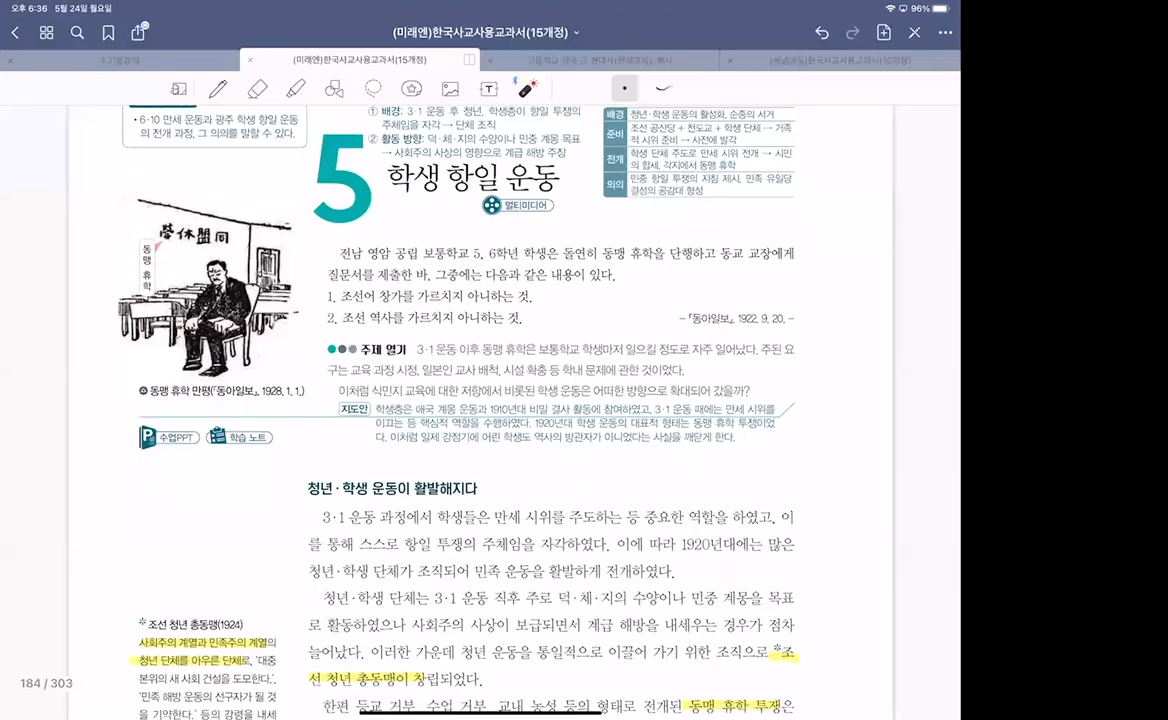 오후 6:36 5월 24일 월요일
96%
(미래엔)한국사교사용교과서(15개정)
(미래엔)한국사교사용교과서(15개정)
• 6·10 만세 운동과 광주 학생 항일 운동
의 전개 과정, 그 의의를 말할 수 있다.
① 배경: 3·1 운동 후 청년, 학생층이 항일 투쟁의
주체임을 자각 → 단체 조직
② 활동 방향: 덕·체·지의 수양이나 민중 계몽 목표
→ 사회주의 사상의 영향으로 계급 해방 주장
배경 청년·학생 운동의 활성화, 순종의 서거
준비 조선 공산당 + 천도교 + 학생 단체 → 거족
적 시위 준비 → 사전에 발각
전개 학생 단체 주도로 만세 시위 전개 → 시민
의 합세, 각지에서 동맹 휴학
의의 민중 항일 투쟁의 지침 제시, 민족 유일당
결성의 공감대 형성
5 학생 항일 운동
멀티미디어
學休盟同
동맹 휴학
전남 영암 공립 보통학교 5, 6학년 학생은 돌연히 동맹 휴학을 단행하고 동교 교장에게
질문서를 제출한 바, 그중에는 다음과 같은 내용이 있다.
1. 조선어 창가를 가르치지 아니하는 것.
2. 조선 역사를 가르치지 아니하는 것.
- 『동아일보』, 1922. 9. 20. -
주제 열기 3·1 운동 이후 동맹 휴학은 보통학교 학생마저 일으킬 정도로 자주 일어났다. 주된 요
구는 교육 과정 시정, 일본인 교사 배척, 시설 확충 등 학내 문제에 관한 것이었다.
이처럼 식민지 교육에 대한 저항에서 비롯된 학생 운동은 어떠한 방향으로 확대되어 갔을까?
동맹 휴학 만평(『동아일보』, 1928. 1. 1.)
지도안 학생층은 애국 계몽 운동과 1910년대 비밀 결사 활동에 참여하였고, 3·1 운동 때에는 만세 시위를
이끄는 등 핵심적 역할을 수행하였다. 1920년대 학생 운동의 대표적 형태는 동맹 휴학 투쟁이었
다. 이처럼 일제 강점기에 어린 학생도 역사의 방관자가 아니었다는 사실을 깨닫게 한다.
수업PPT 학습 노트
청년·학생 운동이 활발해지다
3·1 운동 과정에서 학생들은 만세 시위를 주도하는 등 중요한 역할을 하였고, 이
를 통해 스스로 항일 투쟁의 주체임을 자각하였다. 이에 따라 1920년대에는 많은
청년·학생 단체가 조직되어 민족 운동을 활발하게 전개하였다.
청년·학생 단체는 3·1 운동 직후 주로 덕·체·지의 수양이나 민중 계몽을 목표
로 활동하였으나 사회주의 사상이 보급되면서 계급 해방을 내세우는 경우가 점차
늘어났다. 이러한 가운데 청년 운동을 통일적으로 이끌어 가기 위한 조직으로 *조
선 청년 총동맹이 창립되었다.
한편 등교 거부, 수업 거부, 교내 농성 등의 형태로 전개된 동맹 휴학 투쟁은
*조선 청년 총동맹(1924)
사회주의 계열과 민족주의 계열의
청년 단체를 아우른 단체로, '대중
본위의 새 사회 건설을 도모한다.',
'민족 해방 운동의 선구자가 될 것
을 기약한다.' 등의 강령을 내세
184 / 303